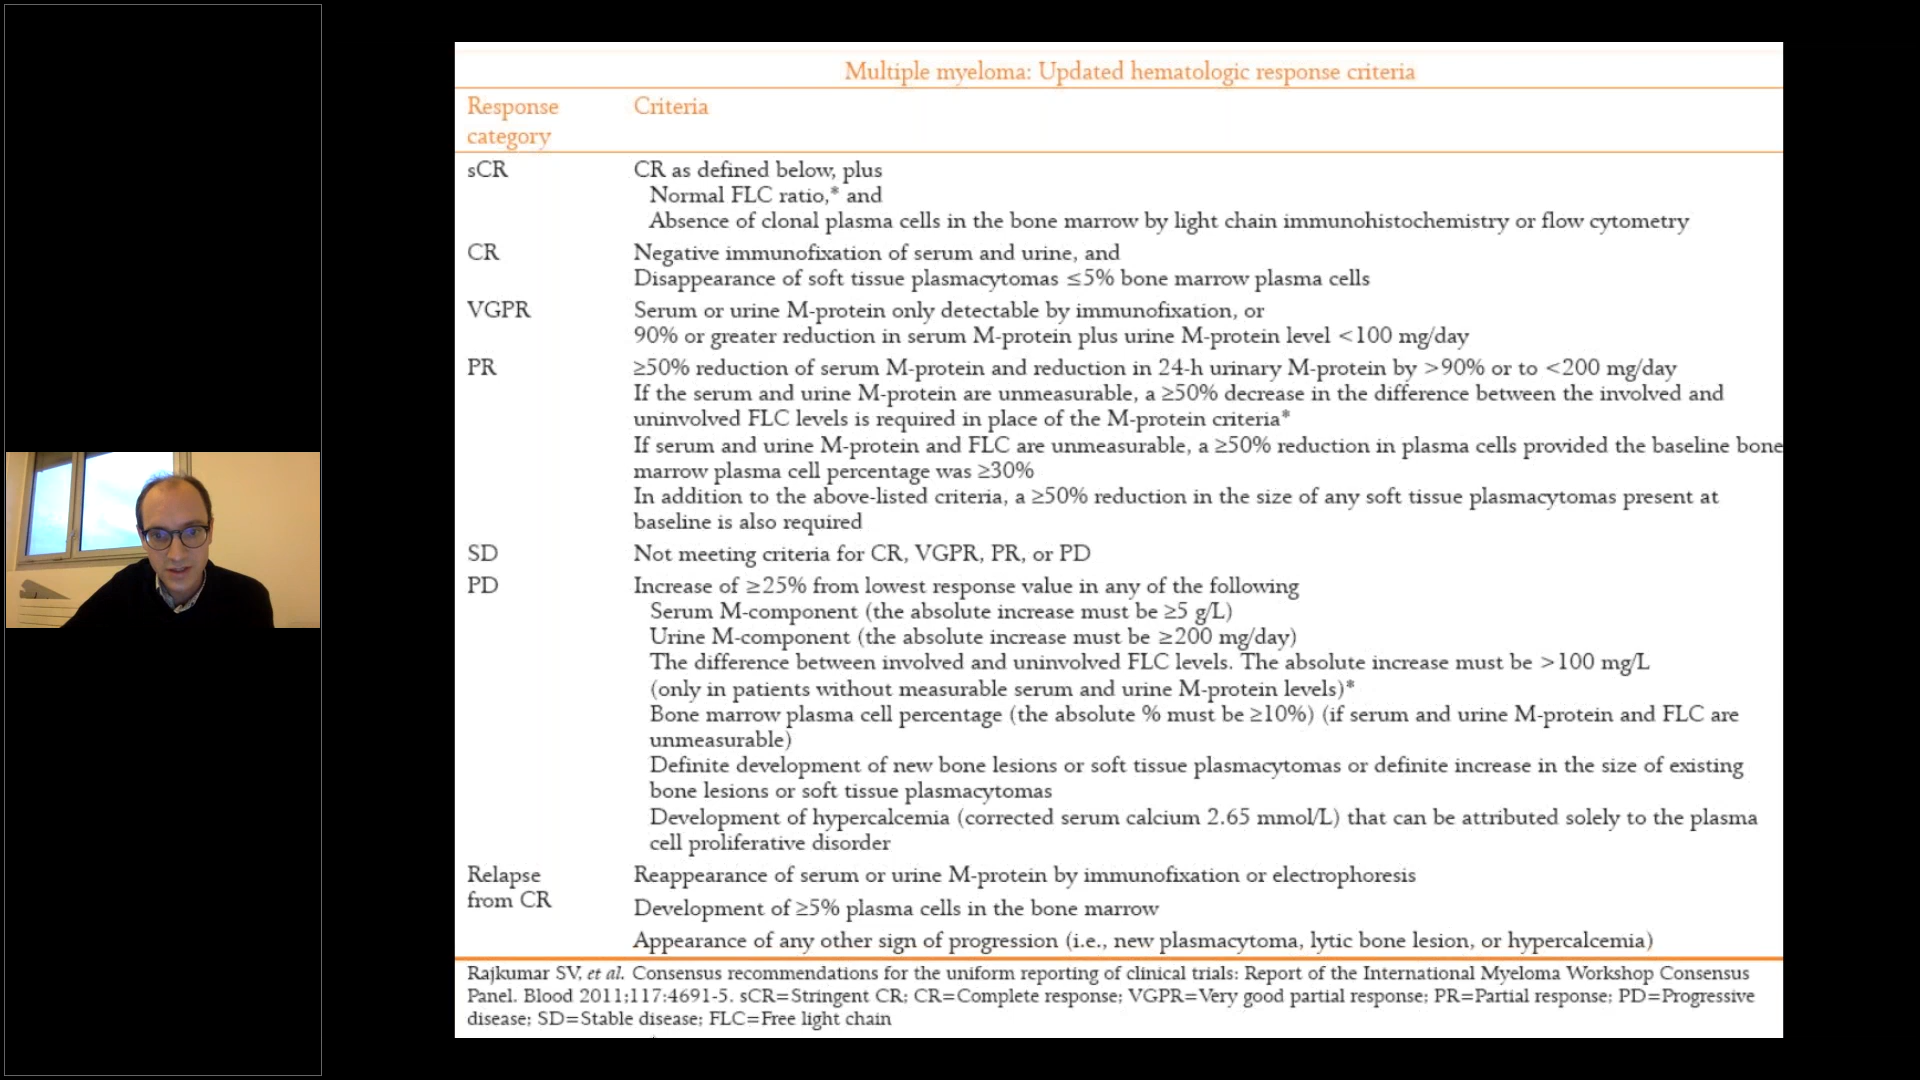 Multiple myeloma: Updated hematologic response criteria
Response category
Criteria
sCR
CR as defined below, plus
Normal FLC ratio,* and
Absence of clonal plasma cells in the bone marrow by light chain immunohistochemistry or flow cytometry
CR
Negative immunofixation of serum and urine, and
Disappearance of soft tissue plasmacytomas ≤5% bone marrow plasma cells
VGPR
Serum or urine M-protein only detectable by immunofixation, or
90% or greater reduction in serum M-protein plus urine M-protein level <100 mg/day
PR
≥50% reduction of serum M-protein and reduction in 24-h urinary M-protein by >90% or to <200 mg/day
If the serum and urine M-protein are unmeasurable, a ≥50% decrease in the difference between the involved and
uninvolved FLC levels is required in place of the M-protein criteria*
If serum and urine M-protein and FLC are unmeasurable, a ≥50% reduction in plasma cells provided the baseline bone
marrow plasma cell percentage was ≥30%
In addition to the above-listed criteria, a ≥50% reduction in the size of any soft tissue plasmacytomas present at
baseline is also required
SD
Not meeting criteria for CR, VGPR, PR, or PD
PD
Increase of ≥25% from lowest response value in any of the following
Serum M-component (the absolute increase must be ≥5 g/L)
Urine M-component (the absolute increase must be ≥200 mg/day)
The difference between involved and uninvolved FLC levels. The absolute increase must be >100 mg/L
(only in patients without measurable serum and urine M-protein levels)*
Bone marrow plasma cell percentage (the absolute % must be ≥10%) (if serum and urine M-protein and FLC are
unmeasurable)
Definite development of new bone lesions or soft tissue plasmacytomas or definite increase in the size of existing
bone lesions or soft tissue plasmacytomas
Development of hypercalcemia (corrected serum calcium 2.65 mmol/L) that can be attributed solely to the plasma
cell proliferative disorder
Relapse from CR
Reappearance of serum or urine M-protein by immunofixation or electrophoresis
Development of ≥5% plasma cells in the bone marrow
Appearance of any other sign of progression (i.e., new plasmacytoma, lytic bone lesion, or hypercalcemia)
Rajkumar SV, et al. Consensus recommendations for the uniform reporting of clinical trials: Report of the International Myeloma Workshop Consensus
Panel. Blood 2011;117:4691-5. sCR=Stringent CR; CR=Complete response; VGPR=Very good partial response; PR=Partial response; PD=Progressive
disease; SD=Stable disease; FLC=Free light chain